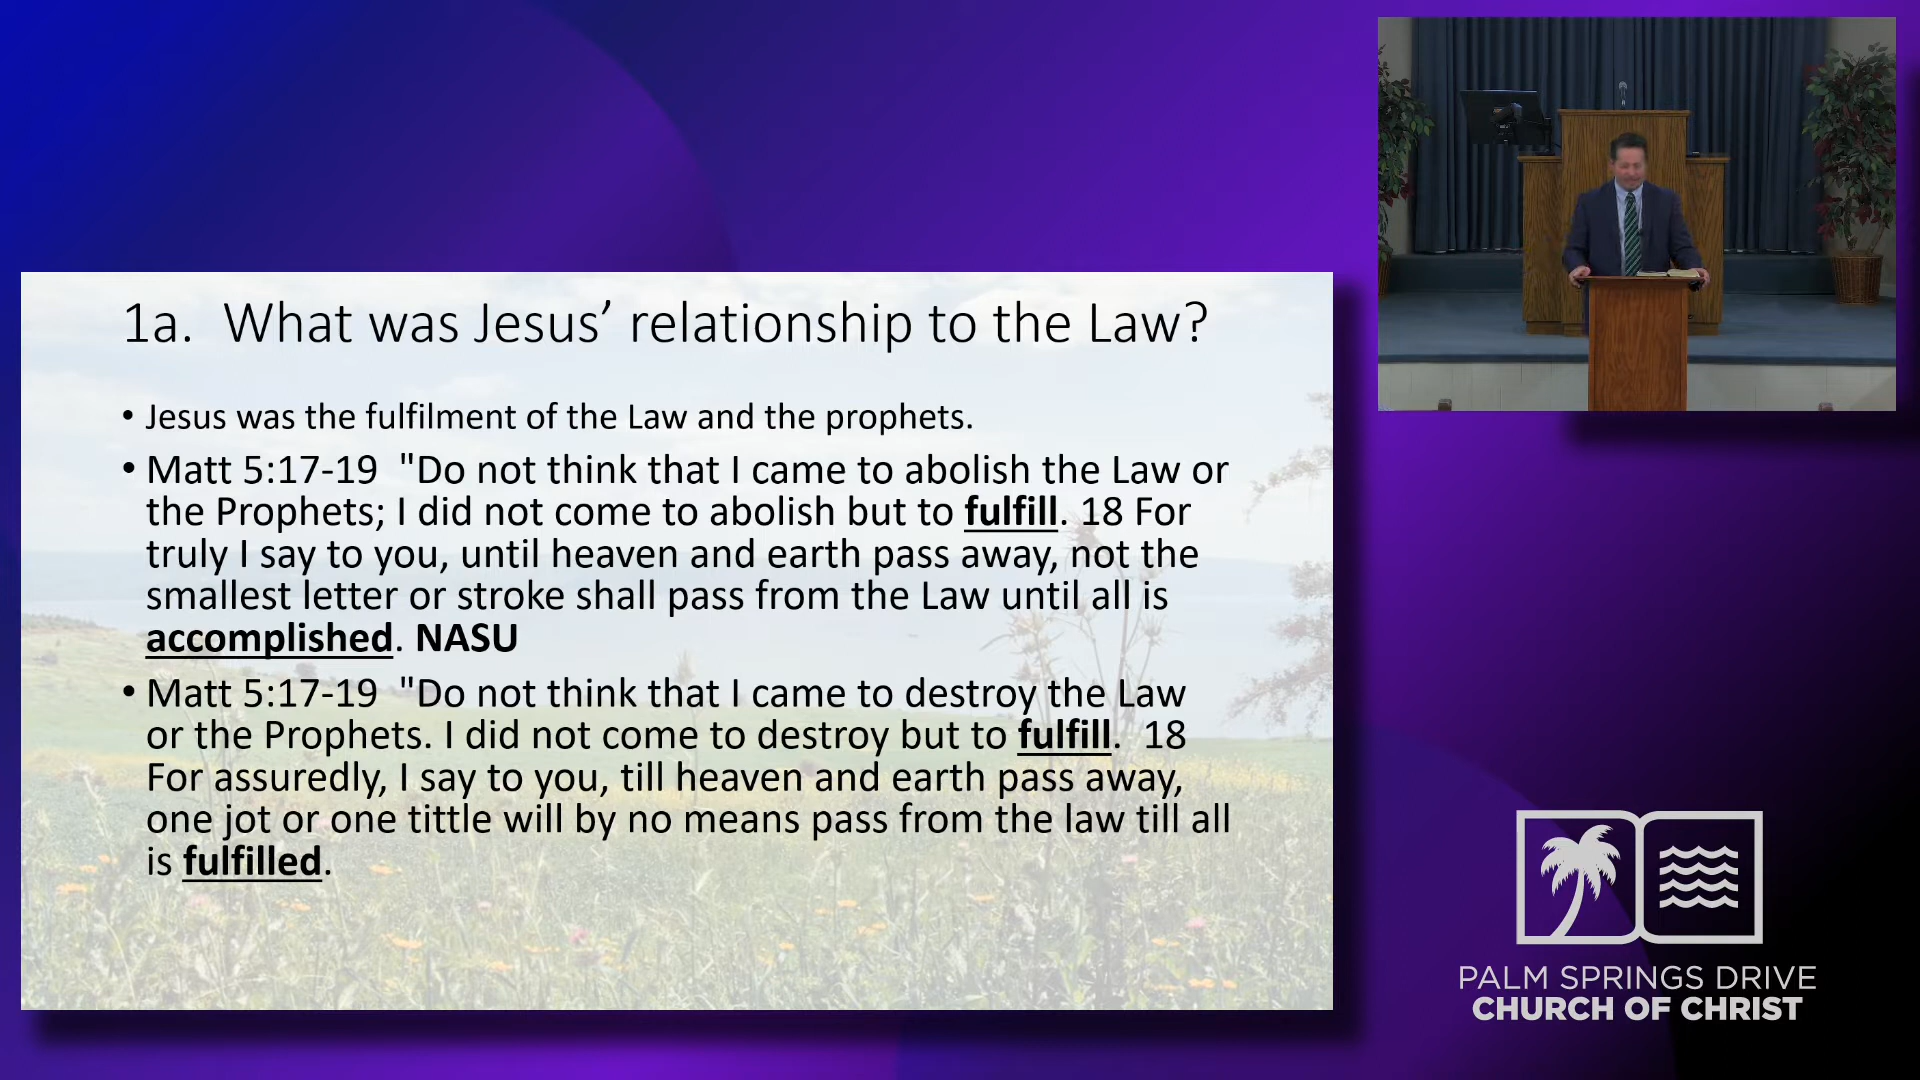 1a.  What was Jesus’ relationship to the Law?
• Jesus was the fulfilment of the Law and the prophets.
• Matt 5:17-19  "Do not think that I came to abolish the Law or
the Prophets; I did not come to abolish but to fulfill. 18 For
truly I say to you, until heaven and earth pass away, not the
smallest letter or stroke shall pass from the Law until all is
accomplished. NASU
• Matt 5:17-19  "Do not think that I came to destroy the Law
or the Prophets. I did not come to destroy but to fulfill.  18
For assuredly, I say to you, till heaven and earth pass away,
one jot or one tittle will by no means pass from the law till all
is fulfilled.
PALM SPRINGS DRIVE
CHURCH OF CHRIST